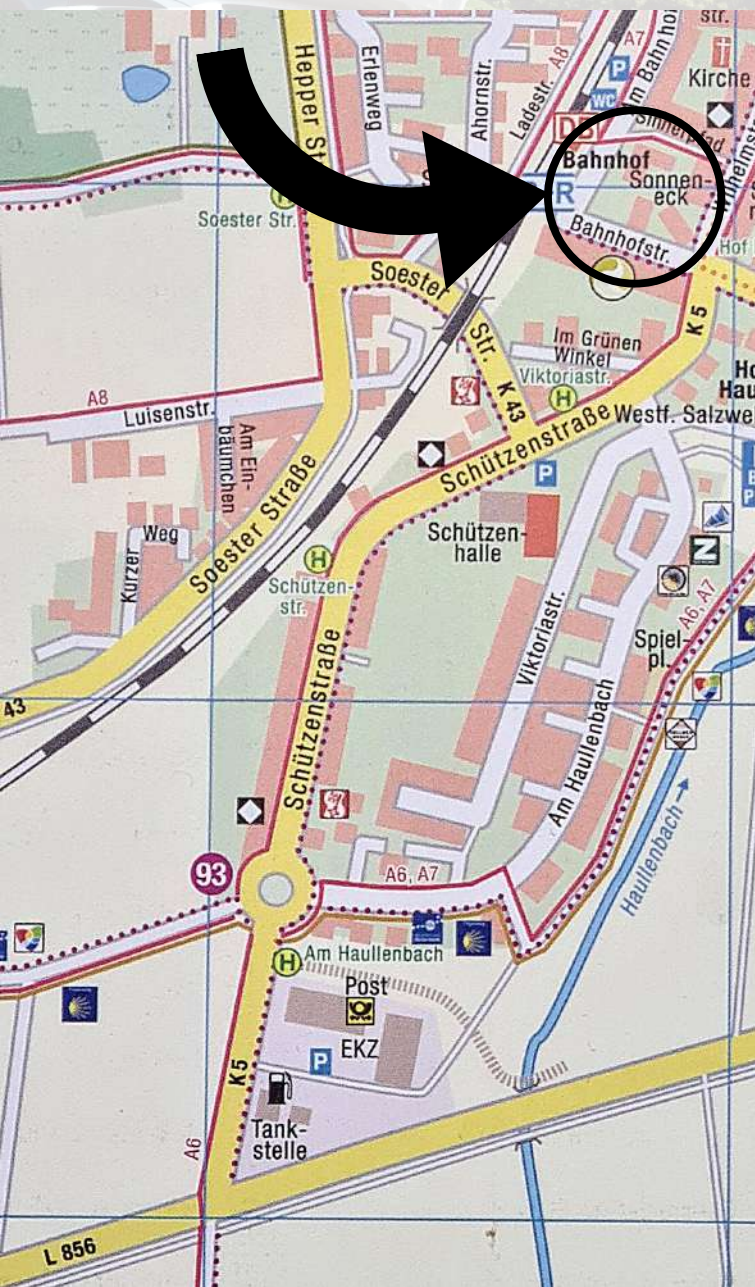 str.
A7
A8
Hepper St
Erlenweg
Ahornstr.
Ladestr.
P
WC
Im Bahnhof
Kirche
DB
Bahnhof
Sonnen-
eck
R
Bahnhofstr.
Hof
H
Soester Str.
Soester
Str.
K 43
K 5
Im Grünen
Winkel
Viktoriastr.
H
Westf. Salzwe
A8
Luisenstr.
Am Ein-
bäumchen
Soester Straße
Schützenstraße
P
Schützen-
halle
Kurzer
Weg
H
Schützen-
str.
Viktoriastr.
A6, A7
Spiel-
pl.
43
Schützenstraße
Am Haullenbach
Haullenbach
93
A6, A7
H
Am Haullenbach
Post
EKZ
P
K5
Tank-
stelle
A6
L 856